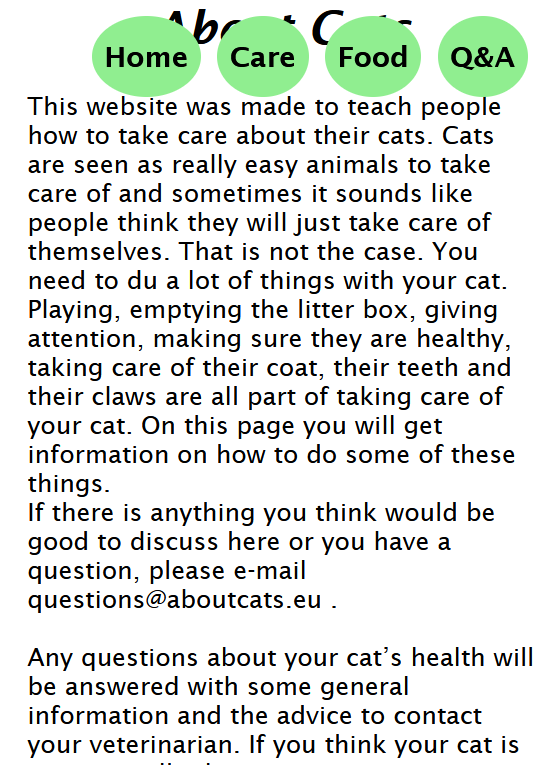 About Cats
Home Care Food Q&A
This website was made to teach people
how to take care about their cats. Cats
are seen as really easy animals to take
care of and sometimes it sounds like
people think they will just take care of
themselves. That is not the case. You
need to du a lot of things with your cat.
Playing, emptying the litter box, giving
attention, making sure they are healthy,
taking care of their coat, their teeth and
their claws are all part of taking care of
your cat. On this page you will get
information on how to do some of these
things.
If there is anything you think would be
good to discuss here or you have a
question, please e-mail
questions@aboutcats.eu .
Any questions about your cat’s health will
be answered with some general
information and the advice to contact
your veterinarian. If you think your cat is